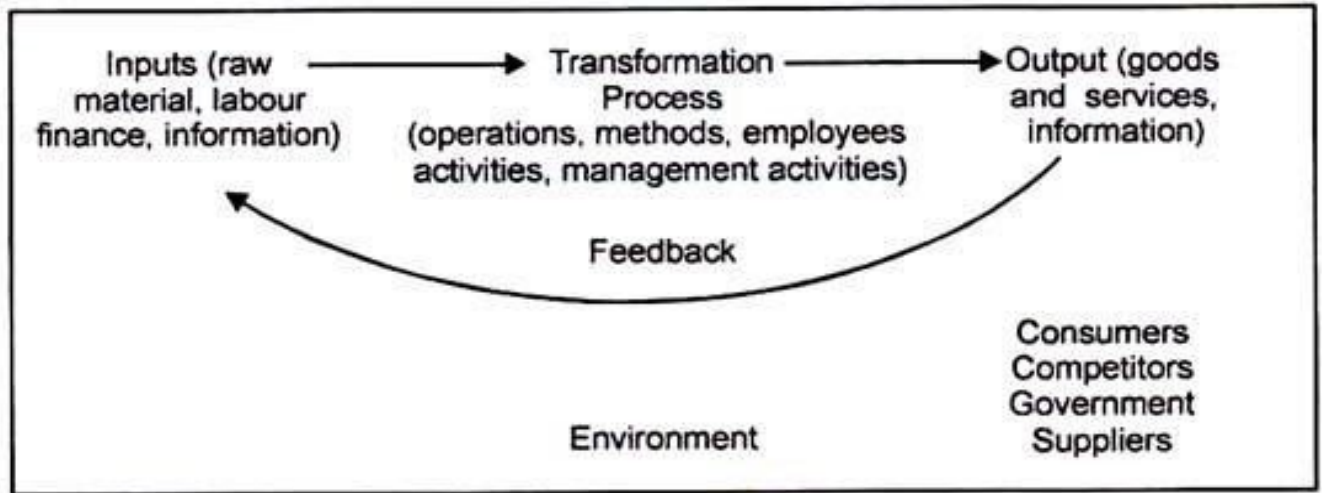 Inputs (raw
material, labour
finance, information)
Transformation
Process
(operations, methods, employees
activities, management activities)
Output (goods
and services,
information)
Feedback
Consumers
Competitors
Government
Suppliers
Environment